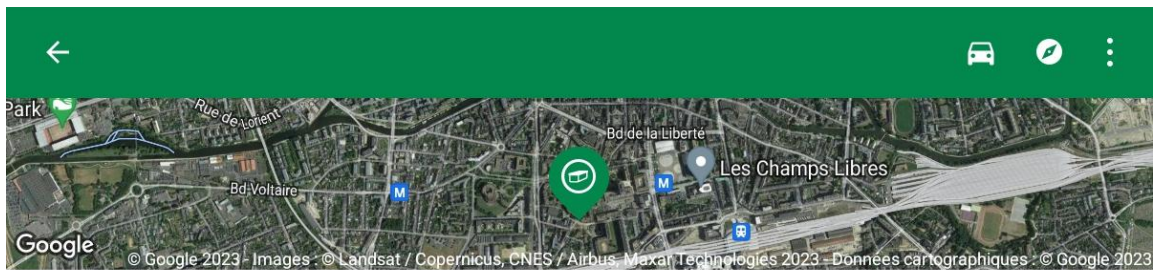 Park
Rue de Lorient
Bd de la Liberté
Les Champs Libres
M
M
Bd Voltaire
Google
© Google 2023 - Images : © Landsat / Copernicus, CNES / Airbus, Maxar Technologies 2023 - Données cartographiques : © Google 2023